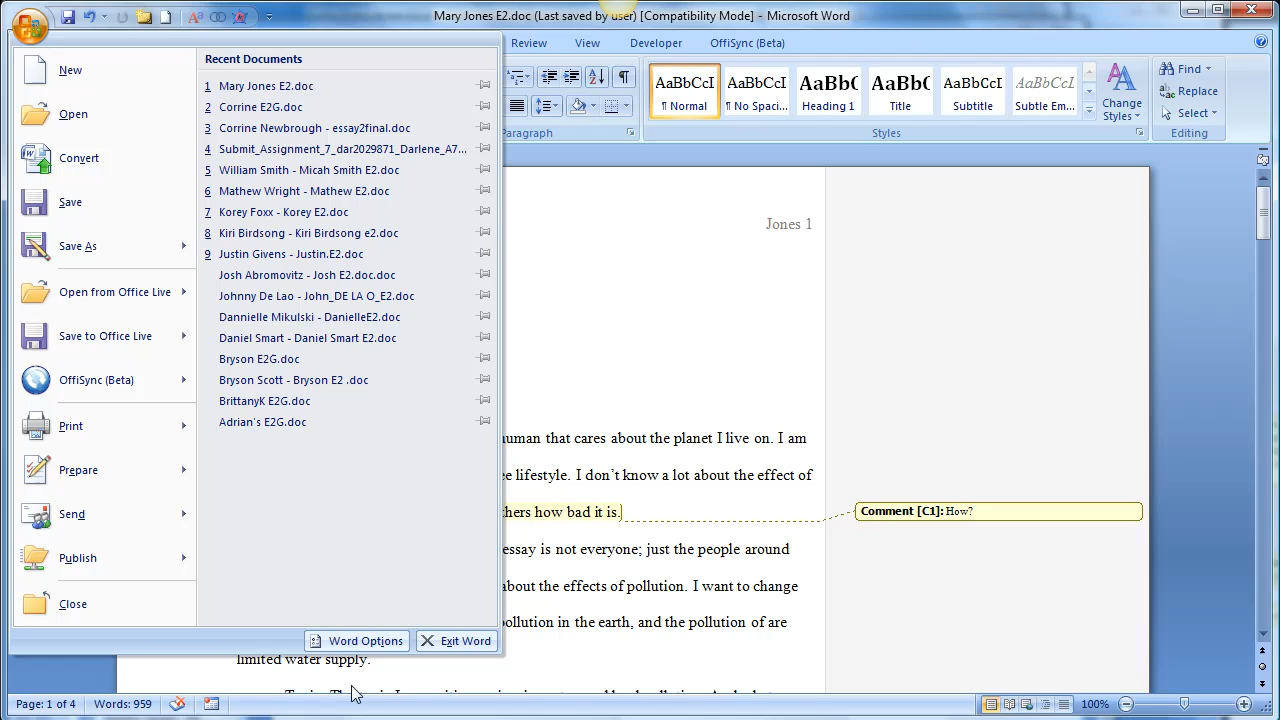 Mary Jones E2.doc (Last saved by user) [Compatibility Mode] - Microsoft Word
Review View Developer OffiSync (Beta)
New
Open
Convert
Save
Save As
Open from Office Live
Save to Office Live
OffiSync (Beta)
Print
Prepare
Send
Publish
Close
Recent Documents
1 Mary Jones E2.doc
2 Corrine E2G.doc
3 Corrine Newbrough - essay2final.doc
4 Submit_Assignment_7_dar2029871_Darlene_A7...
5 William Smith - Micah Smith E2.doc
6 Mathew Wright - Mathew E2.doc
7 Korey Foxx - Korey E2.doc
8 Kiri Birdsong - Kiri Birdsong e2.doc
9 Justin Givens - Justin.E2.doc
Josh Abromovitz - Josh E2.doc.doc
Johnny De Lao - John_DE LA O_E2.doc
Dannielle Mikulski - DanielleE2.doc
Daniel Smart - Daniel Smart E2.doc
Bryson E2G.doc
Bryson Scott - Bryson E2 .doc
BrittanyK E2G.doc
Adrian's E2G.doc
Word Options Exit Word
AaBbCcI AaBbCcI AaBb( AaBbC AaBbCcI AaBbCcI
¶ Normal ¶ No Spaci... Heading 1 Title Subtitle Subtle Em...
Change
Styles
Find
Replace
Select
Paragraph Styles Editing
Jones 1
human that cares about the planet I live on. I am
lifestyle. I don't know a lot about the effect of
how bad it is.
Comment [C1]: How?
essay is not everyone; just the people around
about the effects of pollution. I want to change
pollution in the earth, and the pollution of are
limited water supply.
Page: 1 of 4 Words: 959 100%